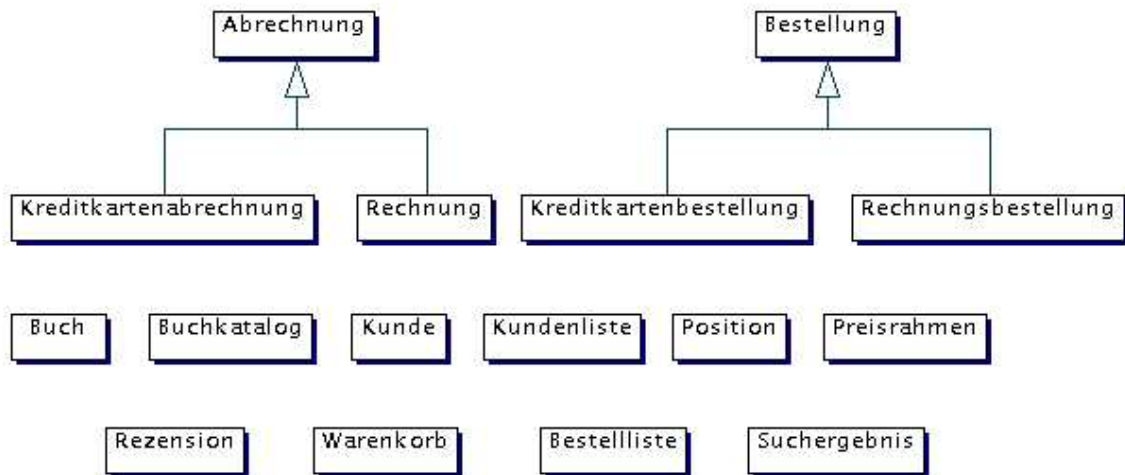 Abrechnung
Bestellung
Kreditkartenabrechnung
Rechnung
Kreditkartenbestellung
Rechnungsbestellung
Buch
Buchkatalog
Kunde
Kundenliste
Position
Preisrahmen
Rezension
Warenkorb
Bestellliste
Suchergebnis